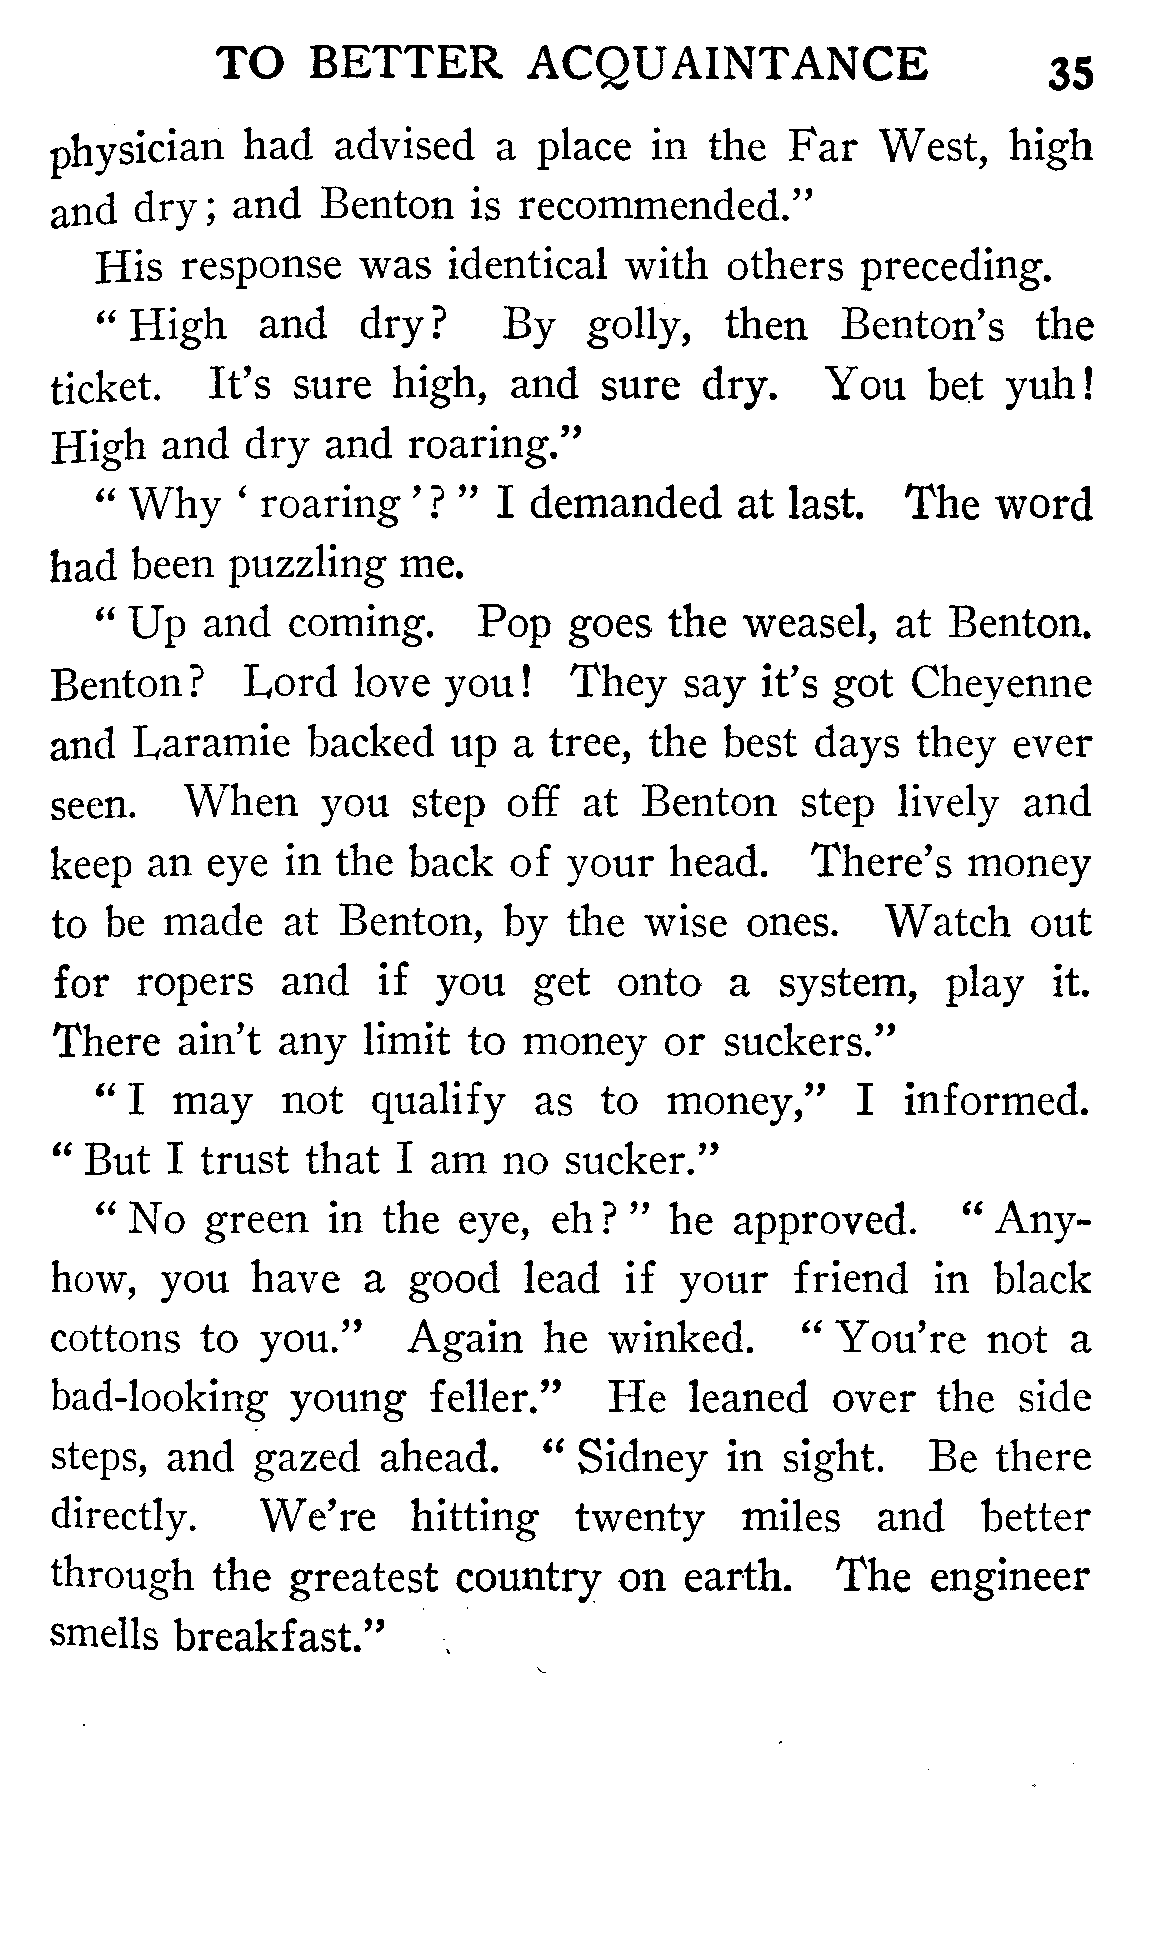 TO BETTER ACQUAINTANCE 35
physician had advised a place in the Far West, high
and dry; and Benton is recommended.”
His response was identical with others preceding.
“High and dry? By golly, then Benton’s the
ticket. It’s sure high, and sure dry. You bet yuh!
High and dry and roaring.”
“Why ‘roaring’?” I demanded at last. The word
had been puzzling me.
“Up and coming. Pop goes the weasel, at Benton.
Benton? Lord love you! They say it’s got Cheyenne
and Laramie backed up a tree, the best days they ever
seen. When you step off at Benton step lively and
keep an eye in the back of your head. There’s money
to be made at Benton, by the wise ones. Watch out
for ropers and if you get onto a system, play it.
There ain’t any limit to money or suckers.”
“I may not qualify as to money,” I informed.
“But I trust that I am no sucker.”
“No green in the eye, eh?” he approved. “Any-
how, you have a good lead if your friend in black
cottons to you.” Again he winked. “You’re not a
bad-looking young feller.” He leaned over the side
steps, and gazed ahead. “Sidney in sight. Be there
directly. We’re hitting twenty miles and better
through the greatest country on earth. The engineer
smells breakfast.”